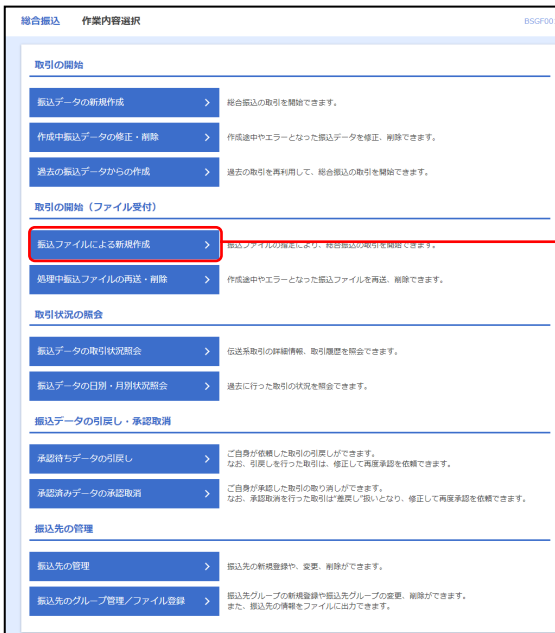 総合振込 作業内容選択 BSGF00
取引の開始
振込データの新規作成 総合振込の取引を開始できます。
作成中振込データの修正・削除 作成途中やエラーとなった振込データを修正、削除できます。
過去の振込データからの作成 過去の取引を再利用して、総合振込の取引を開始できます。
取引の開始（ファイル受付）
振込ファイルによる新規作成 振込ファイルの指定により、総合振込の取引を開始できます。
処理中振込ファイルの再送・削除 作成途中やエラーとなった振込ファイルを再送、削除できます。
取引状況の照会
振込データの取引状況照会 伝送系取引の詳細情報、取引履歴を照会できます。
振込データの日別・月別状況照会 過去に行った取引の状況を照会できます。
振込データの引戻し・承認取消
承認待ちデータの引戻し ご自身が依頼した取引の引戻しができます。
なお、引戻しを行った取引は、修正して再度承認を依頼できます。
承認済みデータの承認取消 ご自身が承認した取引の取り消しができます。
なお、承認取消を行った取引は"差戻し"扱いとなり、修正して再度承認を依頼できます。
振込先の管理
振込先の管理 振込先の新規登録や、変更、削除ができます。
振込先のグループ管理／ファイル登録 振込先グループの新規登録や振込先グループの変更、削除ができます。
また、振込先の情報をファイルに出力できます。